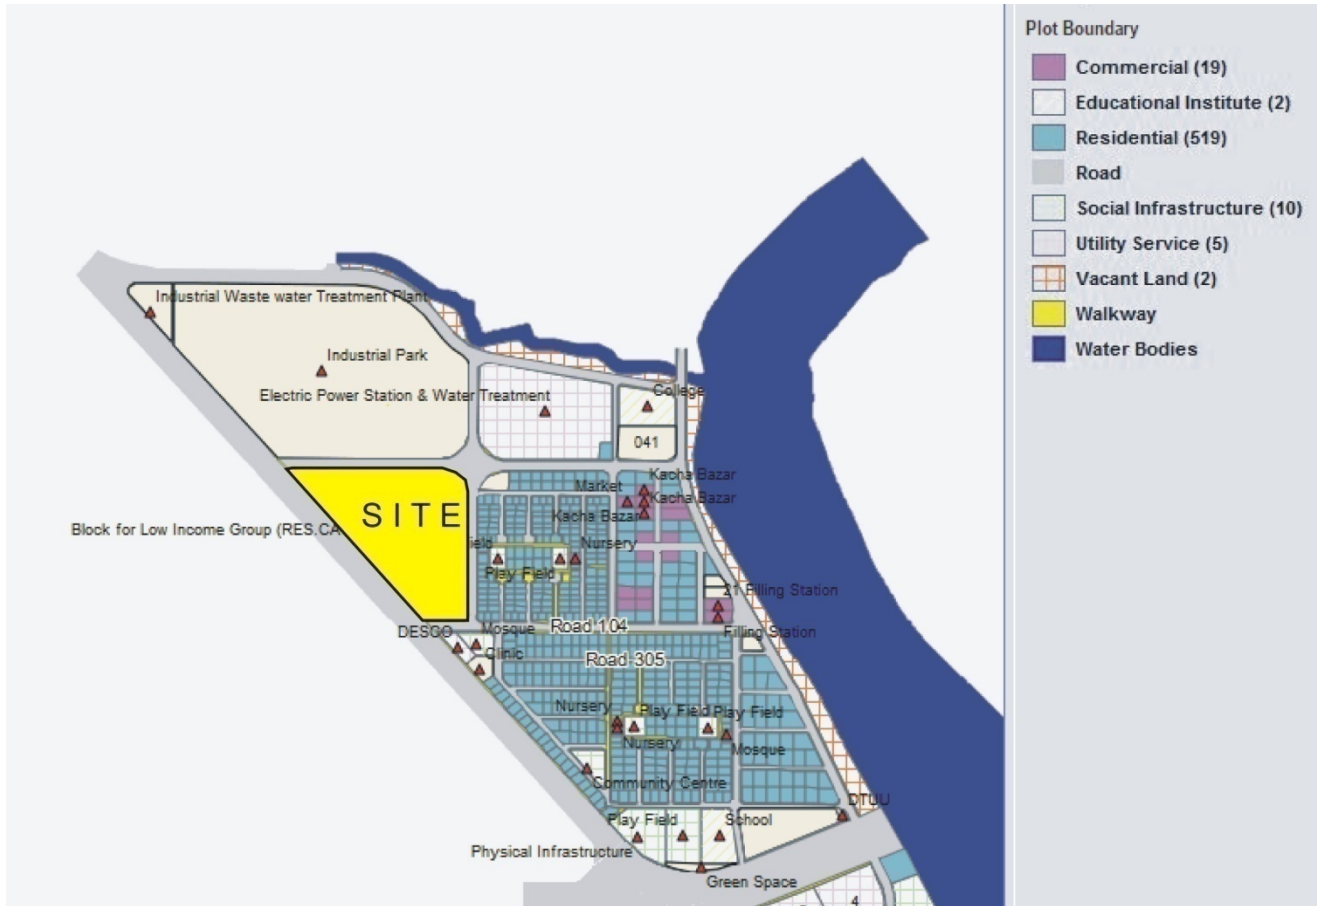 Plot Boundary
Commercial (19)
Educational Institute (2)
Residential (519)
Road
Social Infrastructure (10)
Utility Service (5)
Vacant Land (2)
Walkway
Water Bodies
Industrial Waste water Treatment Plant
Industrial Park
Electric Power Station & Water Treatment
College
041
Kacha Bazar
Market
Kacha Bazar
SITE
Kacha Bazar
Block for Low Income Group (RES.CA
ield
Nursery
Play Field
21 Filling Station
Road 104
DESCO
Mosque
Filling Station
Clinic
Road 305
Nursery
Play Field
Play Field
Nursery
Mosque
Community Centre
DTUU
Play Field
School
Physical Infrastructure
Green Space
4